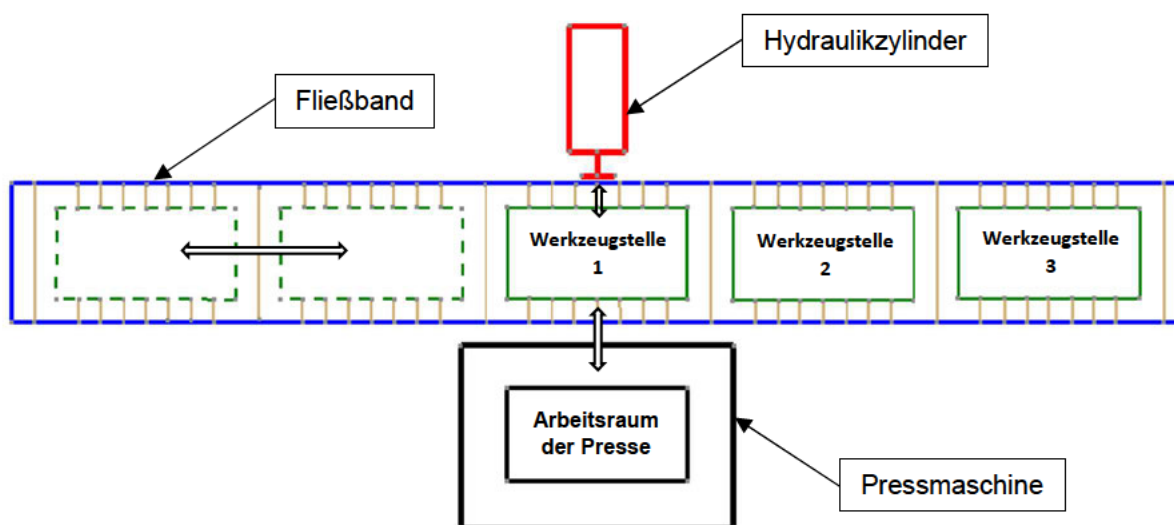 Hydraulikzylinder
Fließband
Werkzeugstelle
1
Werkzeugstelle
2
Werkzeugstelle
3
Arbeitsraum
der Presse
Pressmaschine